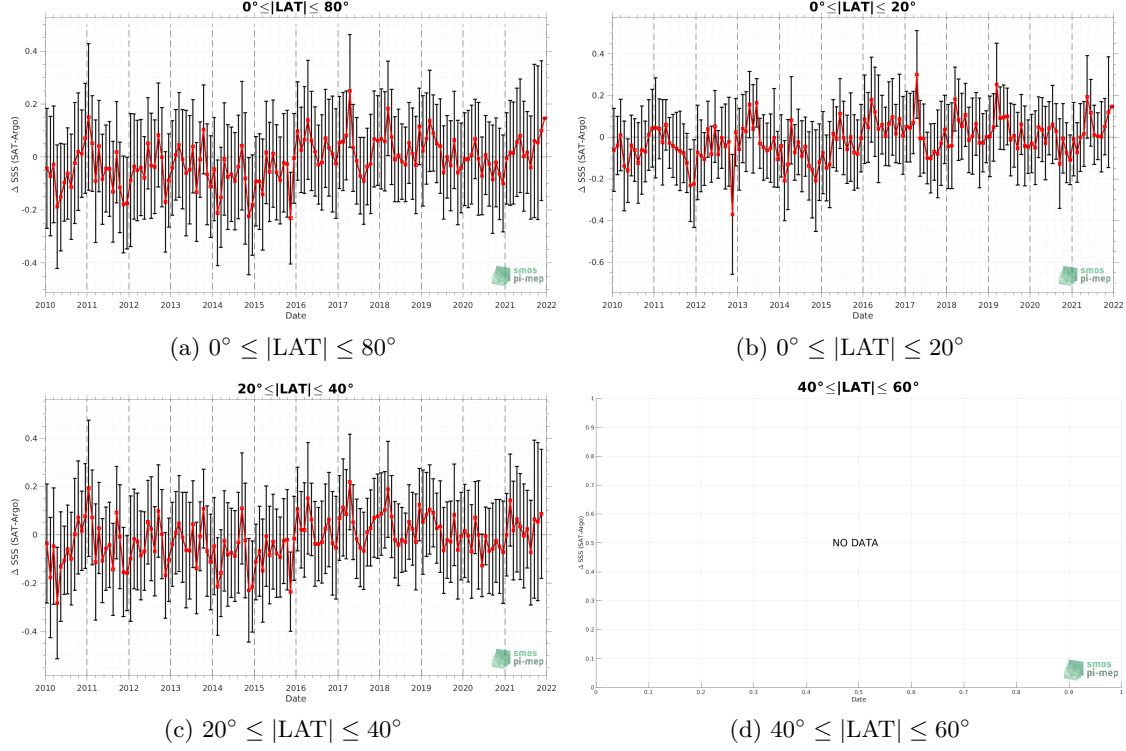 0°≤|LAT|≤ 80°
Δ SSS (SAT-Argo)
0.4
0.2
0
-0.2
-0.4
2010 2011 2012 2013 2014 2015 2016 2017 2018 2019 2020 2021 2022
Date
smos
pi-mep
(a) 0° ≤ |LAT| ≤ 80°
0°≤|LAT|≤ 20°
Δ SSS (SAT-Argo)
0.4
0.2
0
-0.2
-0.4
-0.6
2010 2011 2012 2013 2014 2015 2016 2017 2018 2019 2020 2021 2022
Date
smos
pi-mep
(b) 0° ≤ |LAT| ≤ 20°
20°≤|LAT|≤ 40°
Δ SSS (SAT-Argo)
0.4
0.2
0
-0.2
-0.4
2010 2011 2012 2013 2014 2015 2016 2017 2018 2019 2020 2021 2022
Date
smos
pi-mep
(c) 20° ≤ |LAT| ≤ 40°
40°≤|LAT|≤ 60°
Δ SSS (SAT-Argo)
1
0.9
0.8
0.7
0.6
0.5
0.4
0.3
0.2
0.1
0
NO DATA
0 0.1 0.2 0.3 0.4 0.5 0.6 0.7 0.8 0.9 1
Date
smos
pi-mep
(d) 40° ≤ |LAT| ≤ 60°